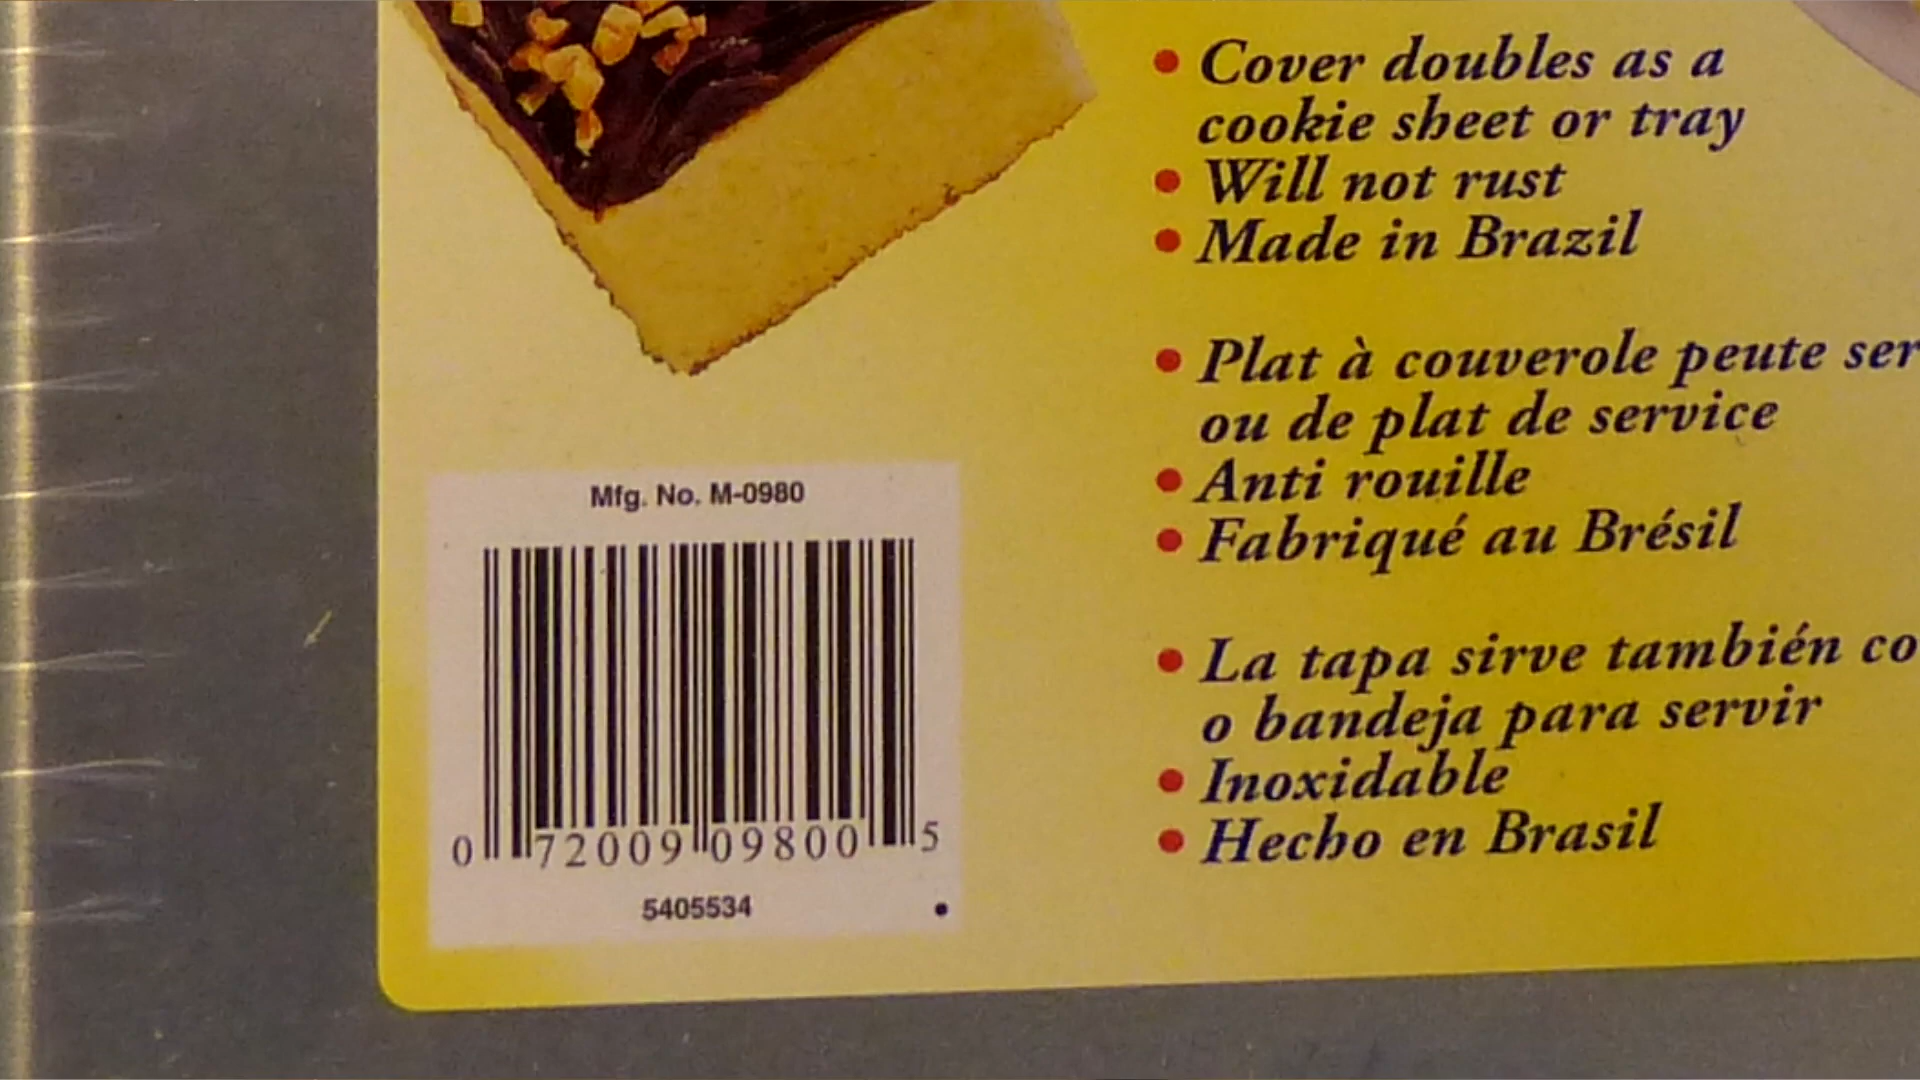 • Cover doubles as a
cookie sheet or tray
• Will not rust
• Made in Brazil
• Plat à couverole peute ser
ou de plat de service
• Anti rouille
• Fabriqué au Brésil
• La tapa sirve también co
o bandeja para servir
• Inoxidable
• Hecho en Brasil
Mfg. No. M-0980
0 72009 09800 5
5405534